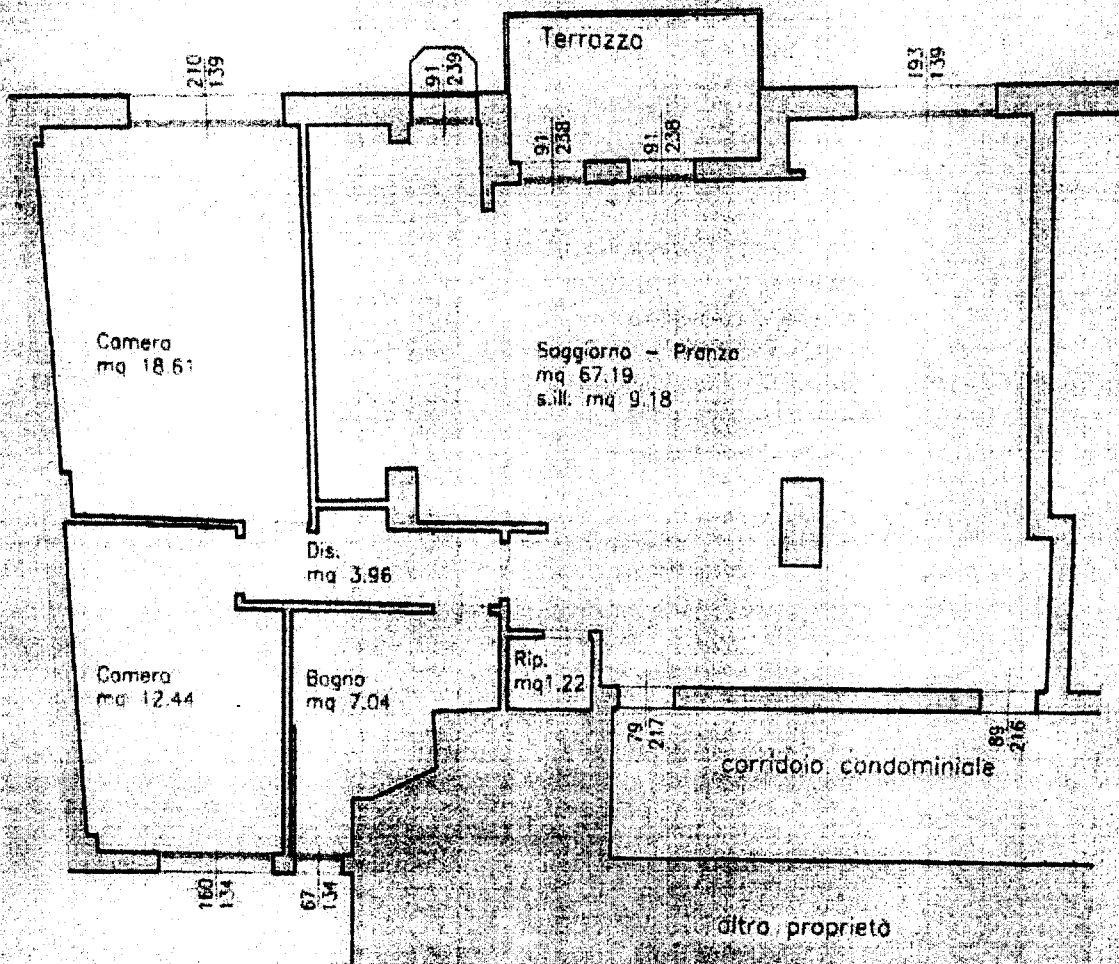 Terrazzo
210
139
91
239
193
139
91
238
91
238
Camera
mq 18.61
Soggiorno - Pranzo
mq 67.19
s.ill. mq 9.18
Dis.
mq 3.96
Camera
mq 12.44
Bagno
mq 7.04
Rip.
mq1.22
79
217
89
216
corridoio condominiale
160
134
67
134
altra proprietà